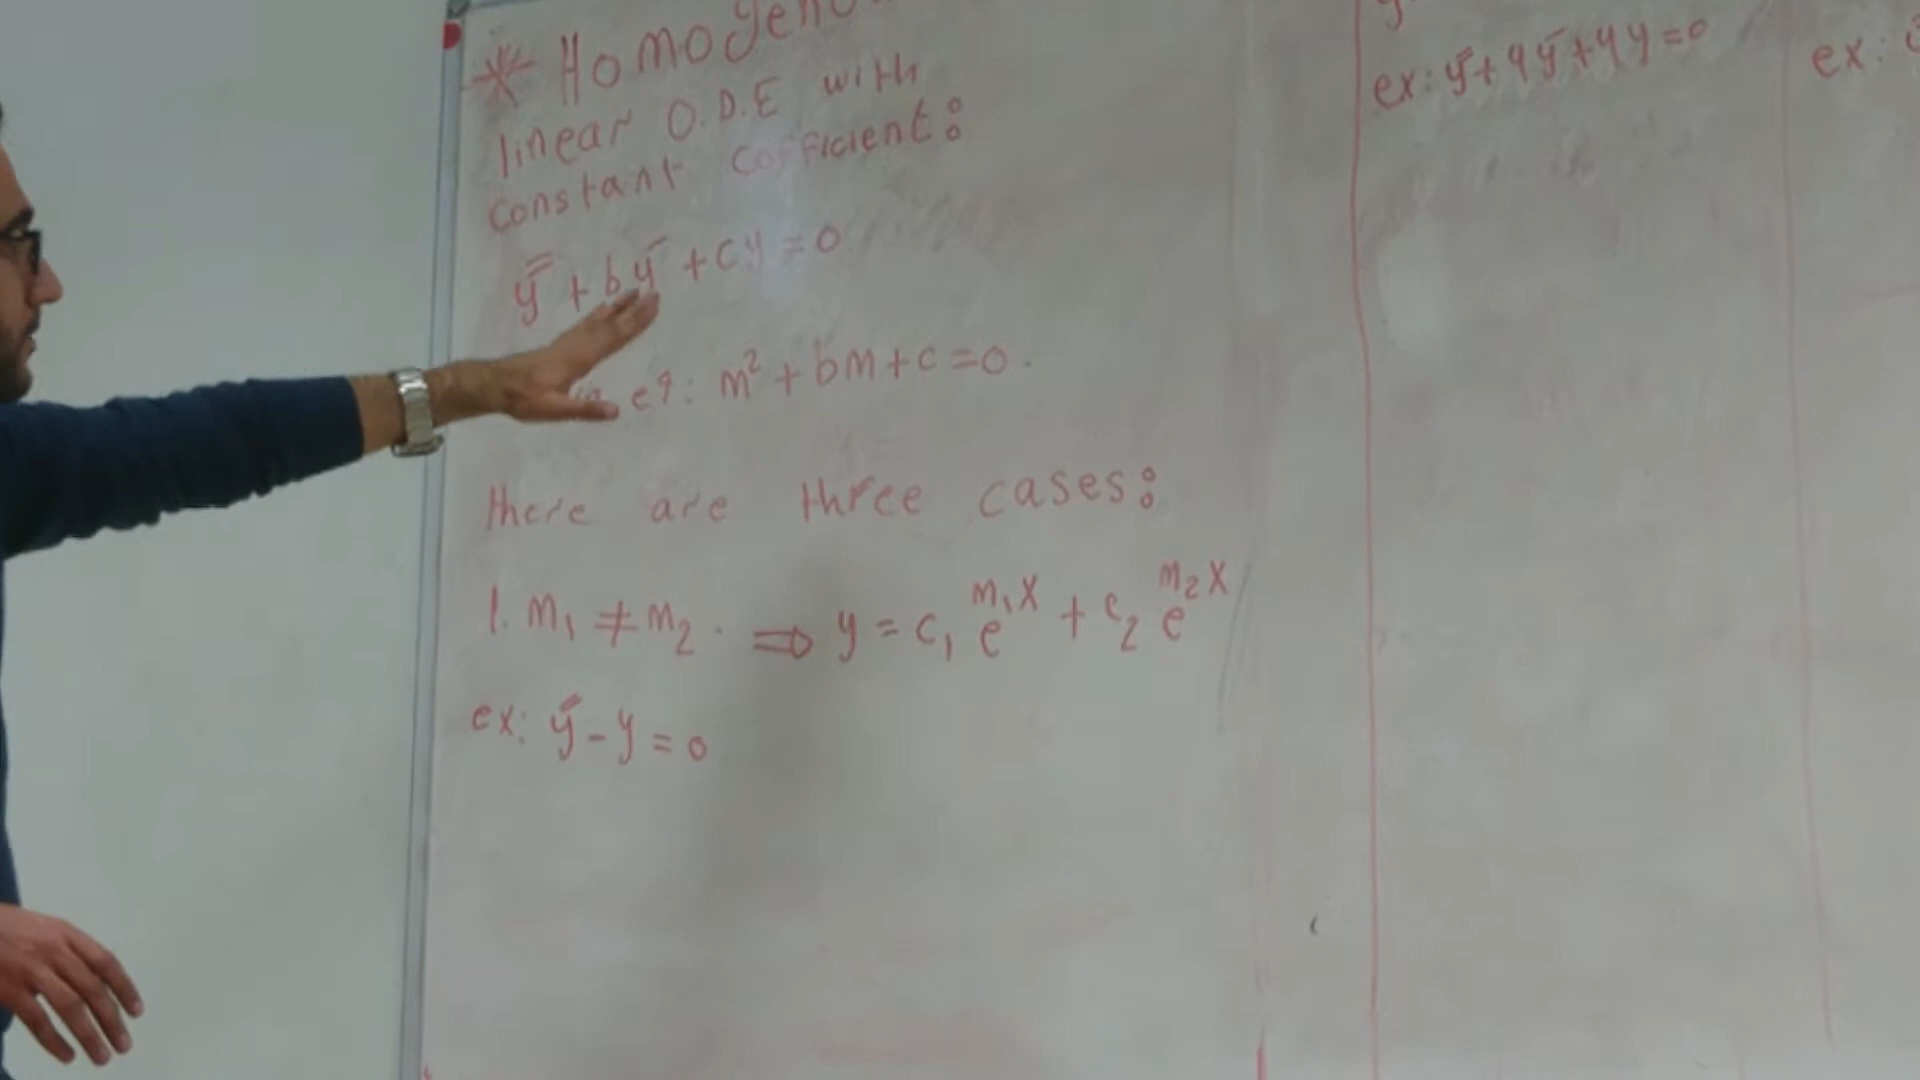 * Homogeno
linear O.D.E with
constant cofficient:
y̿ + by̅ + cy = 0
eq: m² + bm + c = 0.
there are three cases:
1. m₁ ≠ m₂. ⇒ y = c₁ e^{m₁x} + c₂ e^{m₂x}
ex: y̿ - y = 0
ex: y̿ + 4y̅ + 4y = 0
ex: